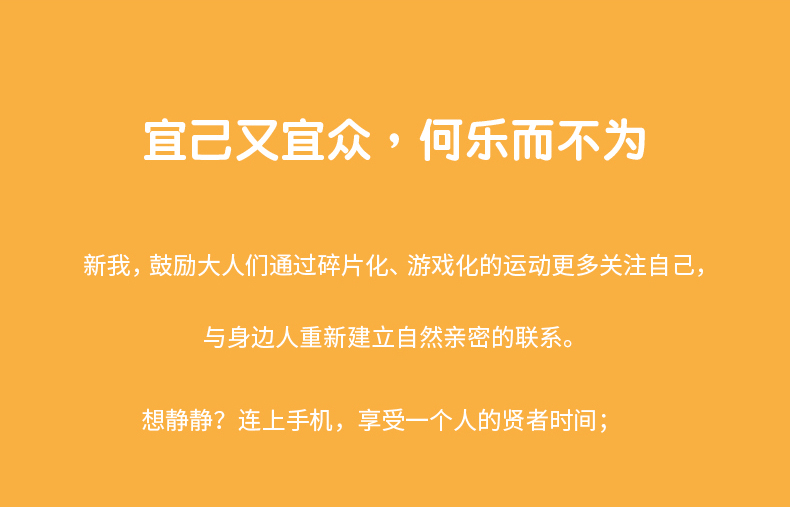 宜己又宜众，何乐而不为
新我，鼓励大人们通过碎片化、游戏化的运动更多关注自己，
与身边人重新建立自然亲密的联系。
想静静？连上手机，享受一个人的贤者时间；